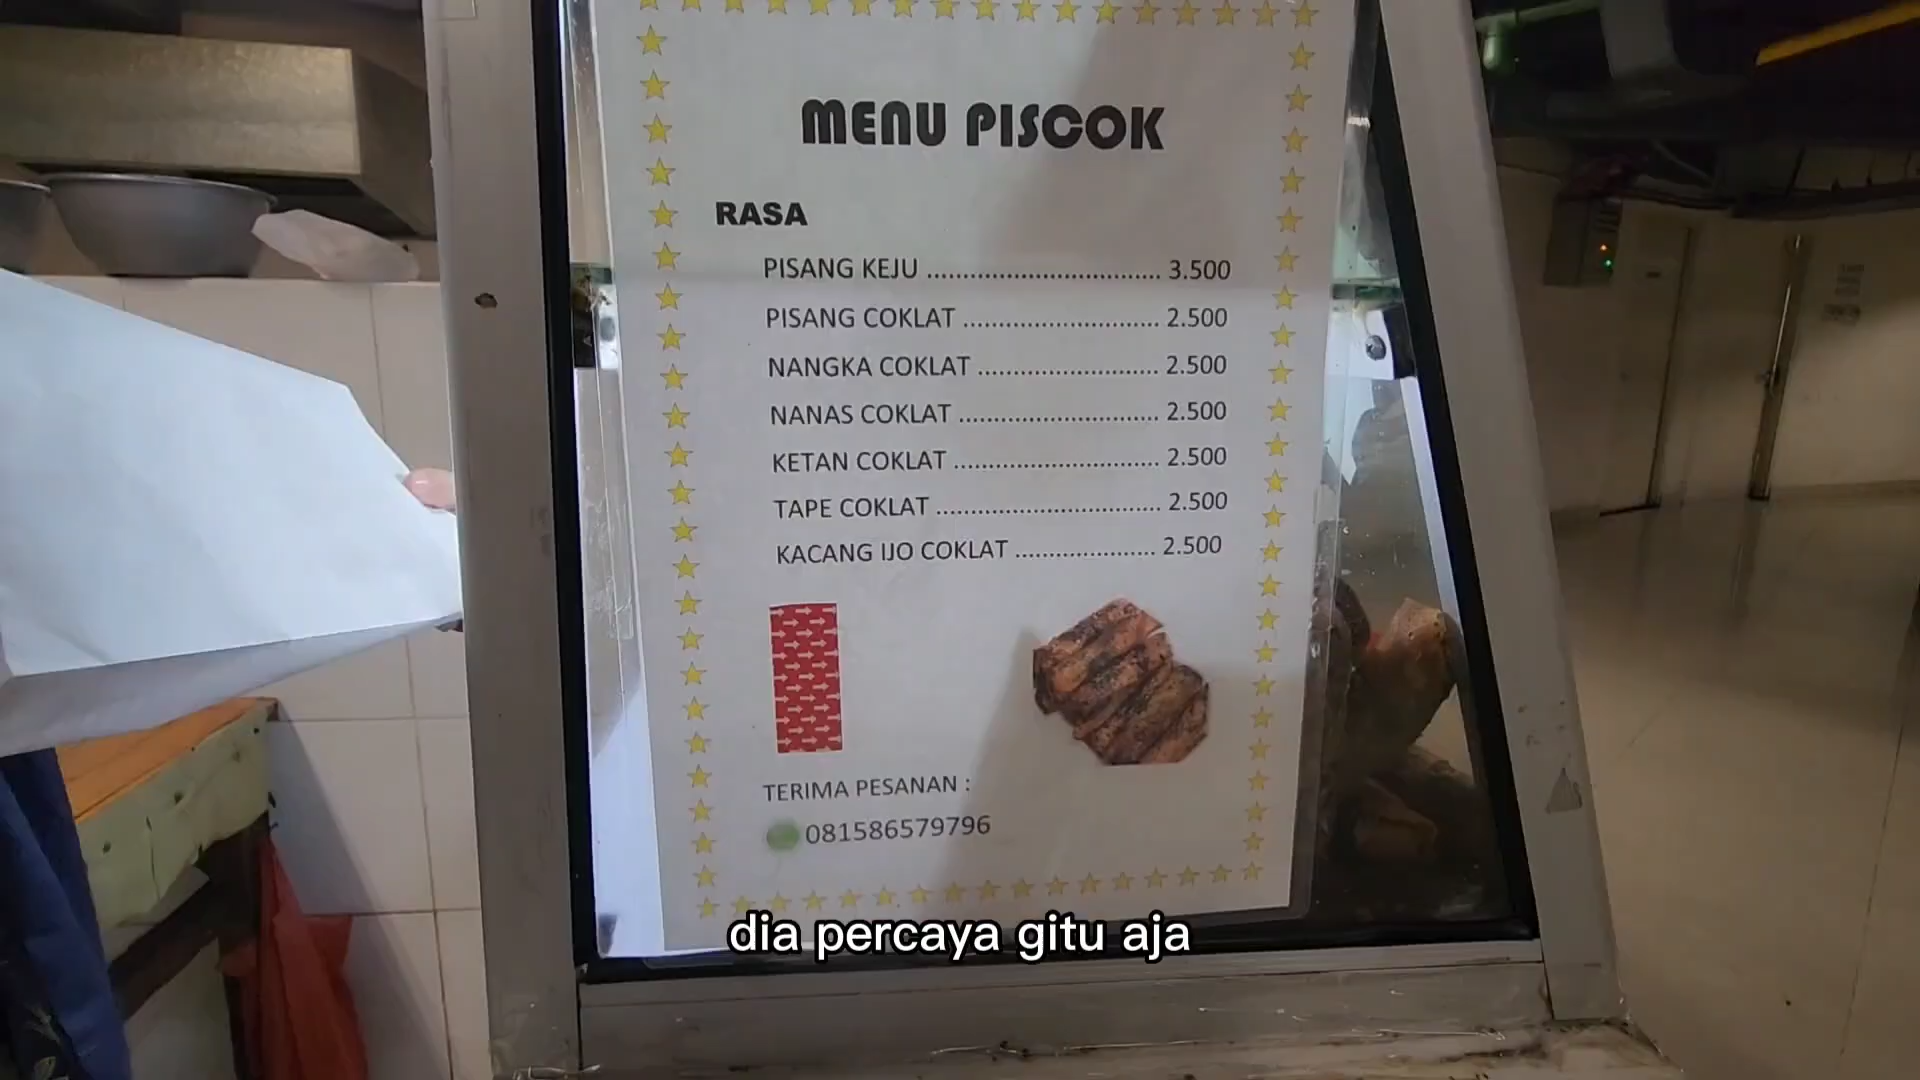 MENU PISCOK
RASA
PISANG KEJU ................................ 3.500
PISANG COKLAT ........................... 2.500
NANGKA COKLAT ......................... 2.500
NANAS COKLAT ............................ 2.500
KETAN COKLAT ............................ 2.500
TAPE COKLAT ............................... 2.500
KACANG IJO COKLAT .................... 2.500
TERIMA PESANAN :
081586579796
dia percaya gitu aja